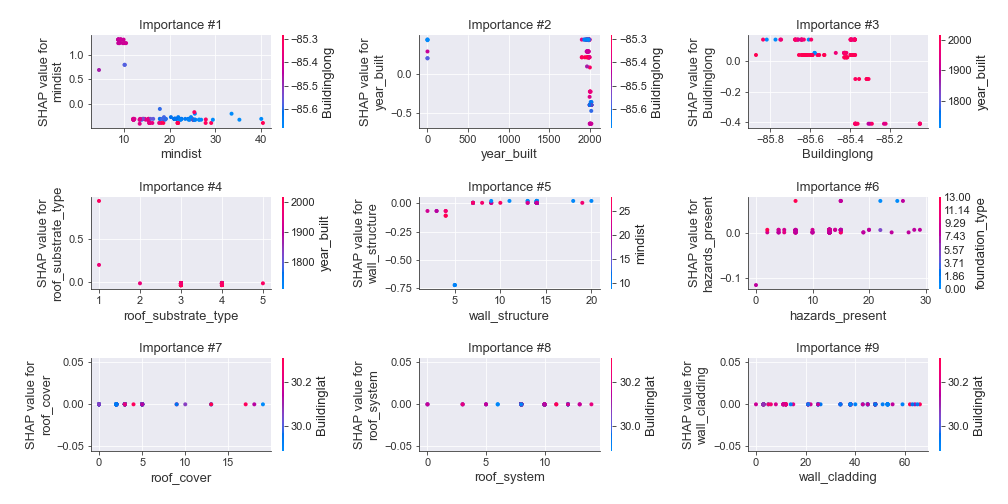 Importance #1
SHAP value for
mindist
1.0
0.5
0.0
10
20
30
40
mindist
−85.3
−85.4
−85.5
−85.6
Buildinglong
Importance #2
SHAP value for
year_built
0.0
−0.5
0
500
1000
1500
2000
year_built
−85.3
−85.4
−85.5
−85.6
Buildinglong
Importance #3
SHAP value for
Buildinglong
0.0
−0.2
−0.4
−85.8
−85.6
−85.4
−85.2
Buildinglong
2000
1900
1800
year_built
Importance #4
SHAP value for
roof_substrate_type
0.5
0.0
1
2
3
4
5
roof_substrate_type
2000
1900
1800
year_built
Importance #5
SHAP value for
wall_structure
0.00
−0.25
−0.50
−0.75
5
10
15
20
wall_structure
25
20
15
10
mindist
Importance #6
SHAP value for
hazards_present
0.0
−0.1
0
10
20
30
hazards_present
13.00
11.14
9.29
7.43
5.57
3.71
1.86
0.00
foundation_type
Importance #7
SHAP value for
roof_cover
0.05
0.00
−0.05
0
5
10
15
roof_cover
30.2
30.0
Buildinglat
Importance #8
SHAP value for
roof_system
0.05
0.00
−0.05
0
5
10
roof_system
30.2
30.0
Buildinglat
Importance #9
SHAP value for
wall_cladding
0.05
0.00
−0.05
0
20
40
60
wall_cladding
30.2
30.0
Buildinglat